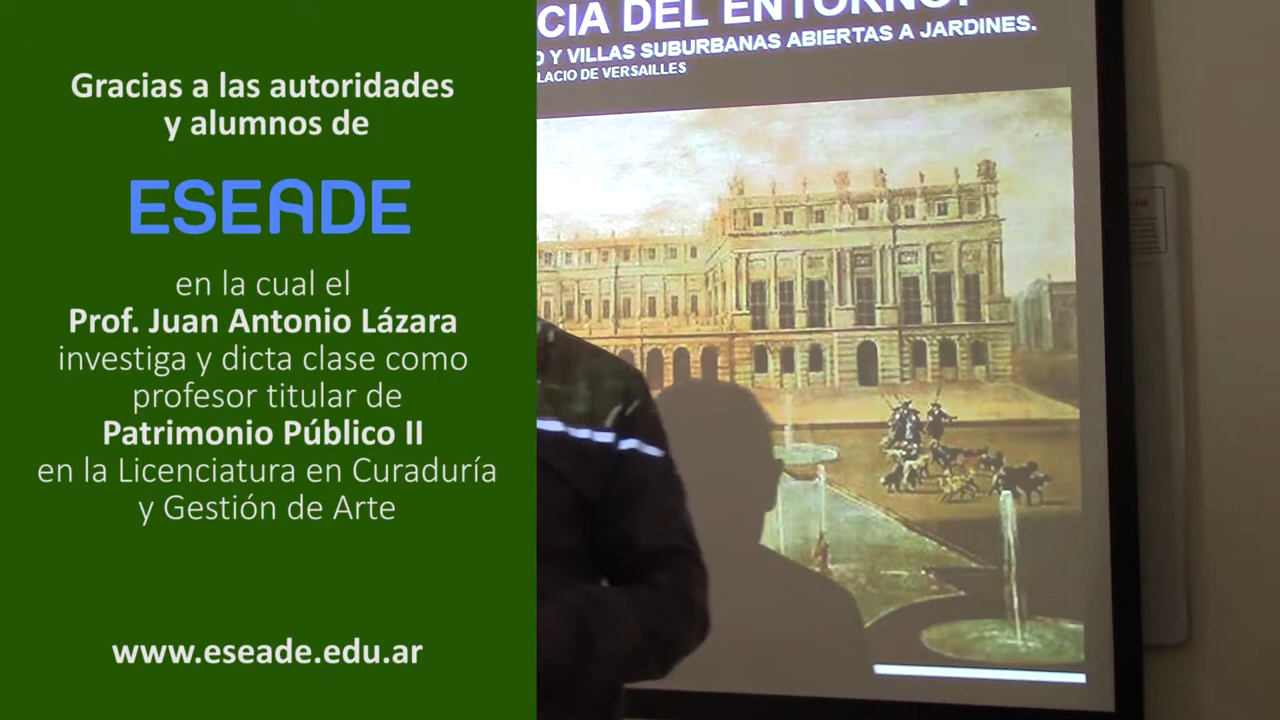 Gracias a las autoridades
y alumnos de
ESEADE
en la cual el
Prof. Juan Antonio Lázara
investiga y dicta clase como
profesor titular de
Patrimonio Público II
en la Licenciatura en Curaduría
y Gestión de Arte
www.eseade.edu.ar
CIA DEL ENTORNO.
O Y VILLAS SUBURBANAS ABIERTAS A JARDINES.
LACIO DE VERSAILLES